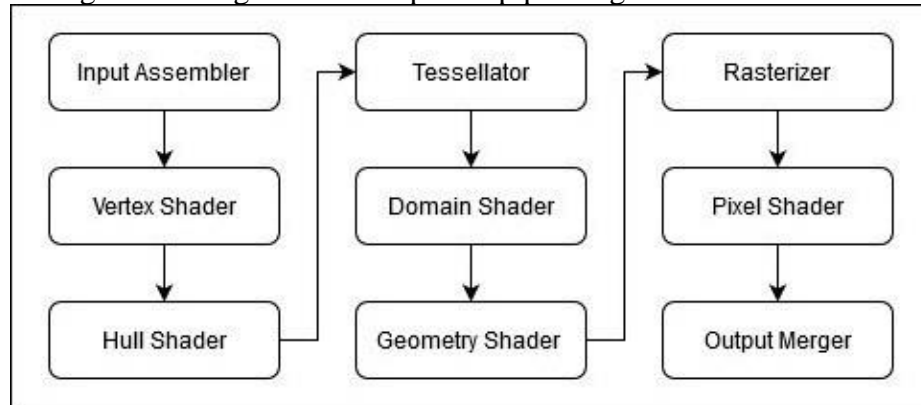 Input Assembler
Vertex Shader
Hull Shader
Tessellator
Domain Shader
Geometry Shader
Rasterizer
Pixel Shader
Output Merger